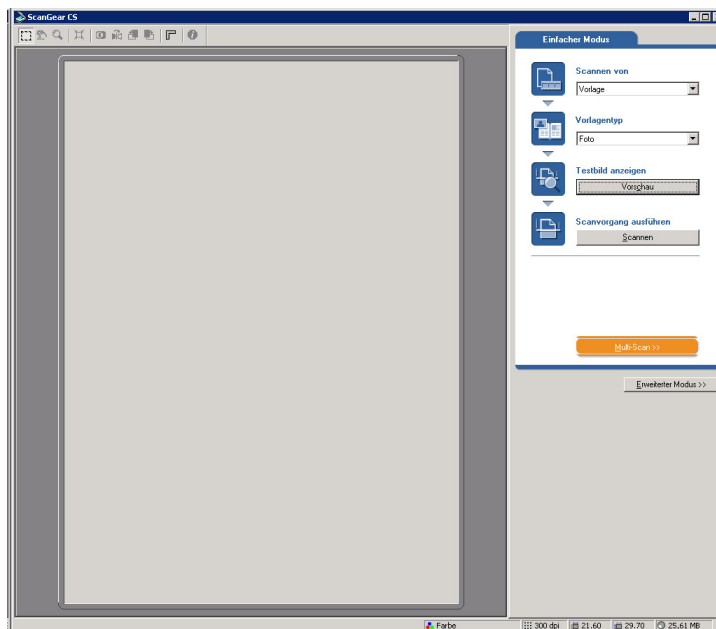 ScanGear CS
Einfacher Modus
Scannen von
Vorlage
Vorlagentyp
Foto
Testbild anzeigen
Vorschau
Scanvorgang ausführen
Scannen
Multi-Scan >>
Erweiterter Modus >>
Farbe
300 dpi
21.60
29.70
25.61 MB